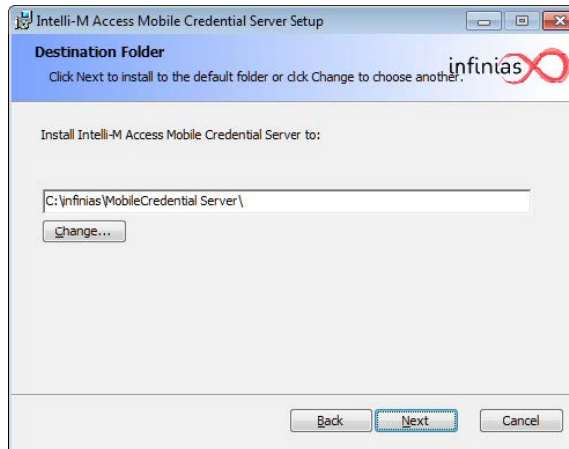 Intelli-M Access Mobile Credential Server Setup
Destination Folder
Click Next to install to the default folder or click Change to choose another.
infinias
Install Intelli-M Access Mobile Credential Server to:
C:\infinias\MobileCredential Server\
Change...
Back
Next
Cancel